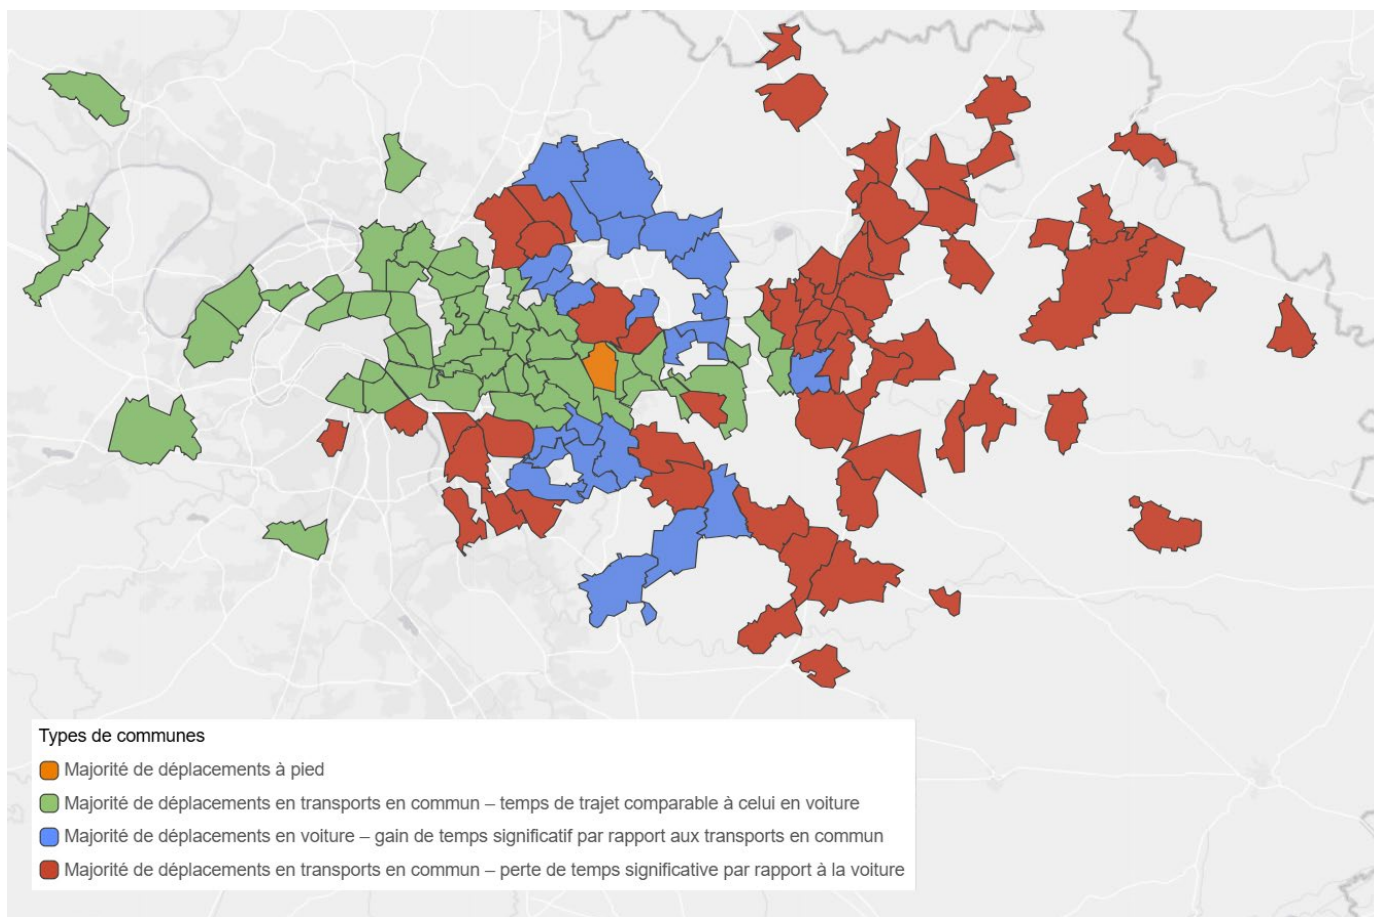 Types de communes
Majorité de déplacements à pied
Majorité de déplacements en transports en commun – temps de trajet comparable à celui en voiture
Majorité de déplacements en voiture – gain de temps significatif par rapport aux transports en commun
Majorité de déplacements en transports en commun – perte de temps significative par rapport à la voiture